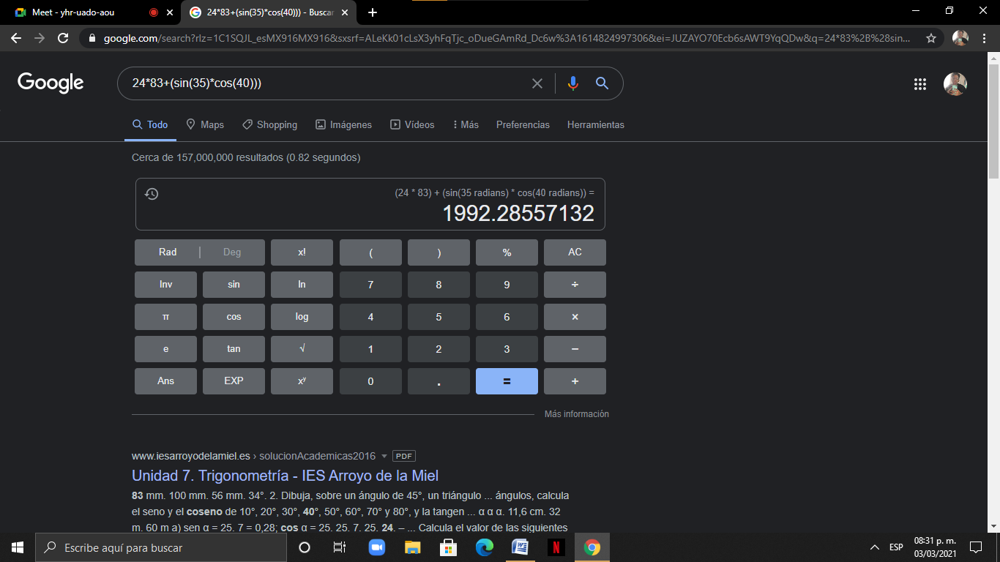 Meet - yhr-uado-aou
24*83+(sin(35)*cos(40))) - Buscar
google.com/search?rlz=1C1SQJL_esMX916MX916&sxsrf=ALeKk01cLsX3yhFqTjc_oDueGAmRd_Dc6w%3A1614824997306&ei=JUZAYO70Ecb6sAWT9YqQDw&q=24*83%2B%28sin...
Google
24*83+(sin(35)*cos(40)))
Todo Maps Shopping Imágenes Vídeos Más Preferencias Herramientas
Cerca de 157,000,000 resultados (0.82 segundos)
(24 * 83) + (sin(35 radians) * cos(40 radians)) =
1992.28557132
Rad | Deg x! ( ) % AC
Inv sin ln 7 8 9 ÷
π cos log 4 5 6 ×
e tan √ 1 2 3 −
Ans EXP xʸ 0 . = +
Más información
www.iesarroyodelamiel.es › solucionAcademicas2016 PDF
Unidad 7. Trigonometría - IES Arroyo de la Miel
83 mm. 100 mm. 56 mm. 34°. 2. Dibuja, sobre un ángulo de 45°, un triángulo ... ángulos, calcula
el seno y el coseno de 10°, 20°, 30°, 40°, 50°, 60°, 70° y 80°, y la tangen ... α α α. 11,6 cm. 32
m. 60 m a) sen α = 25. 7 = 0,28; cos α = 25. 25. 7. 25. 24. – ... Calcula el valor de las siguientes
Escribe aquí para buscar
ESP
08:31 p. m.
03/03/2021